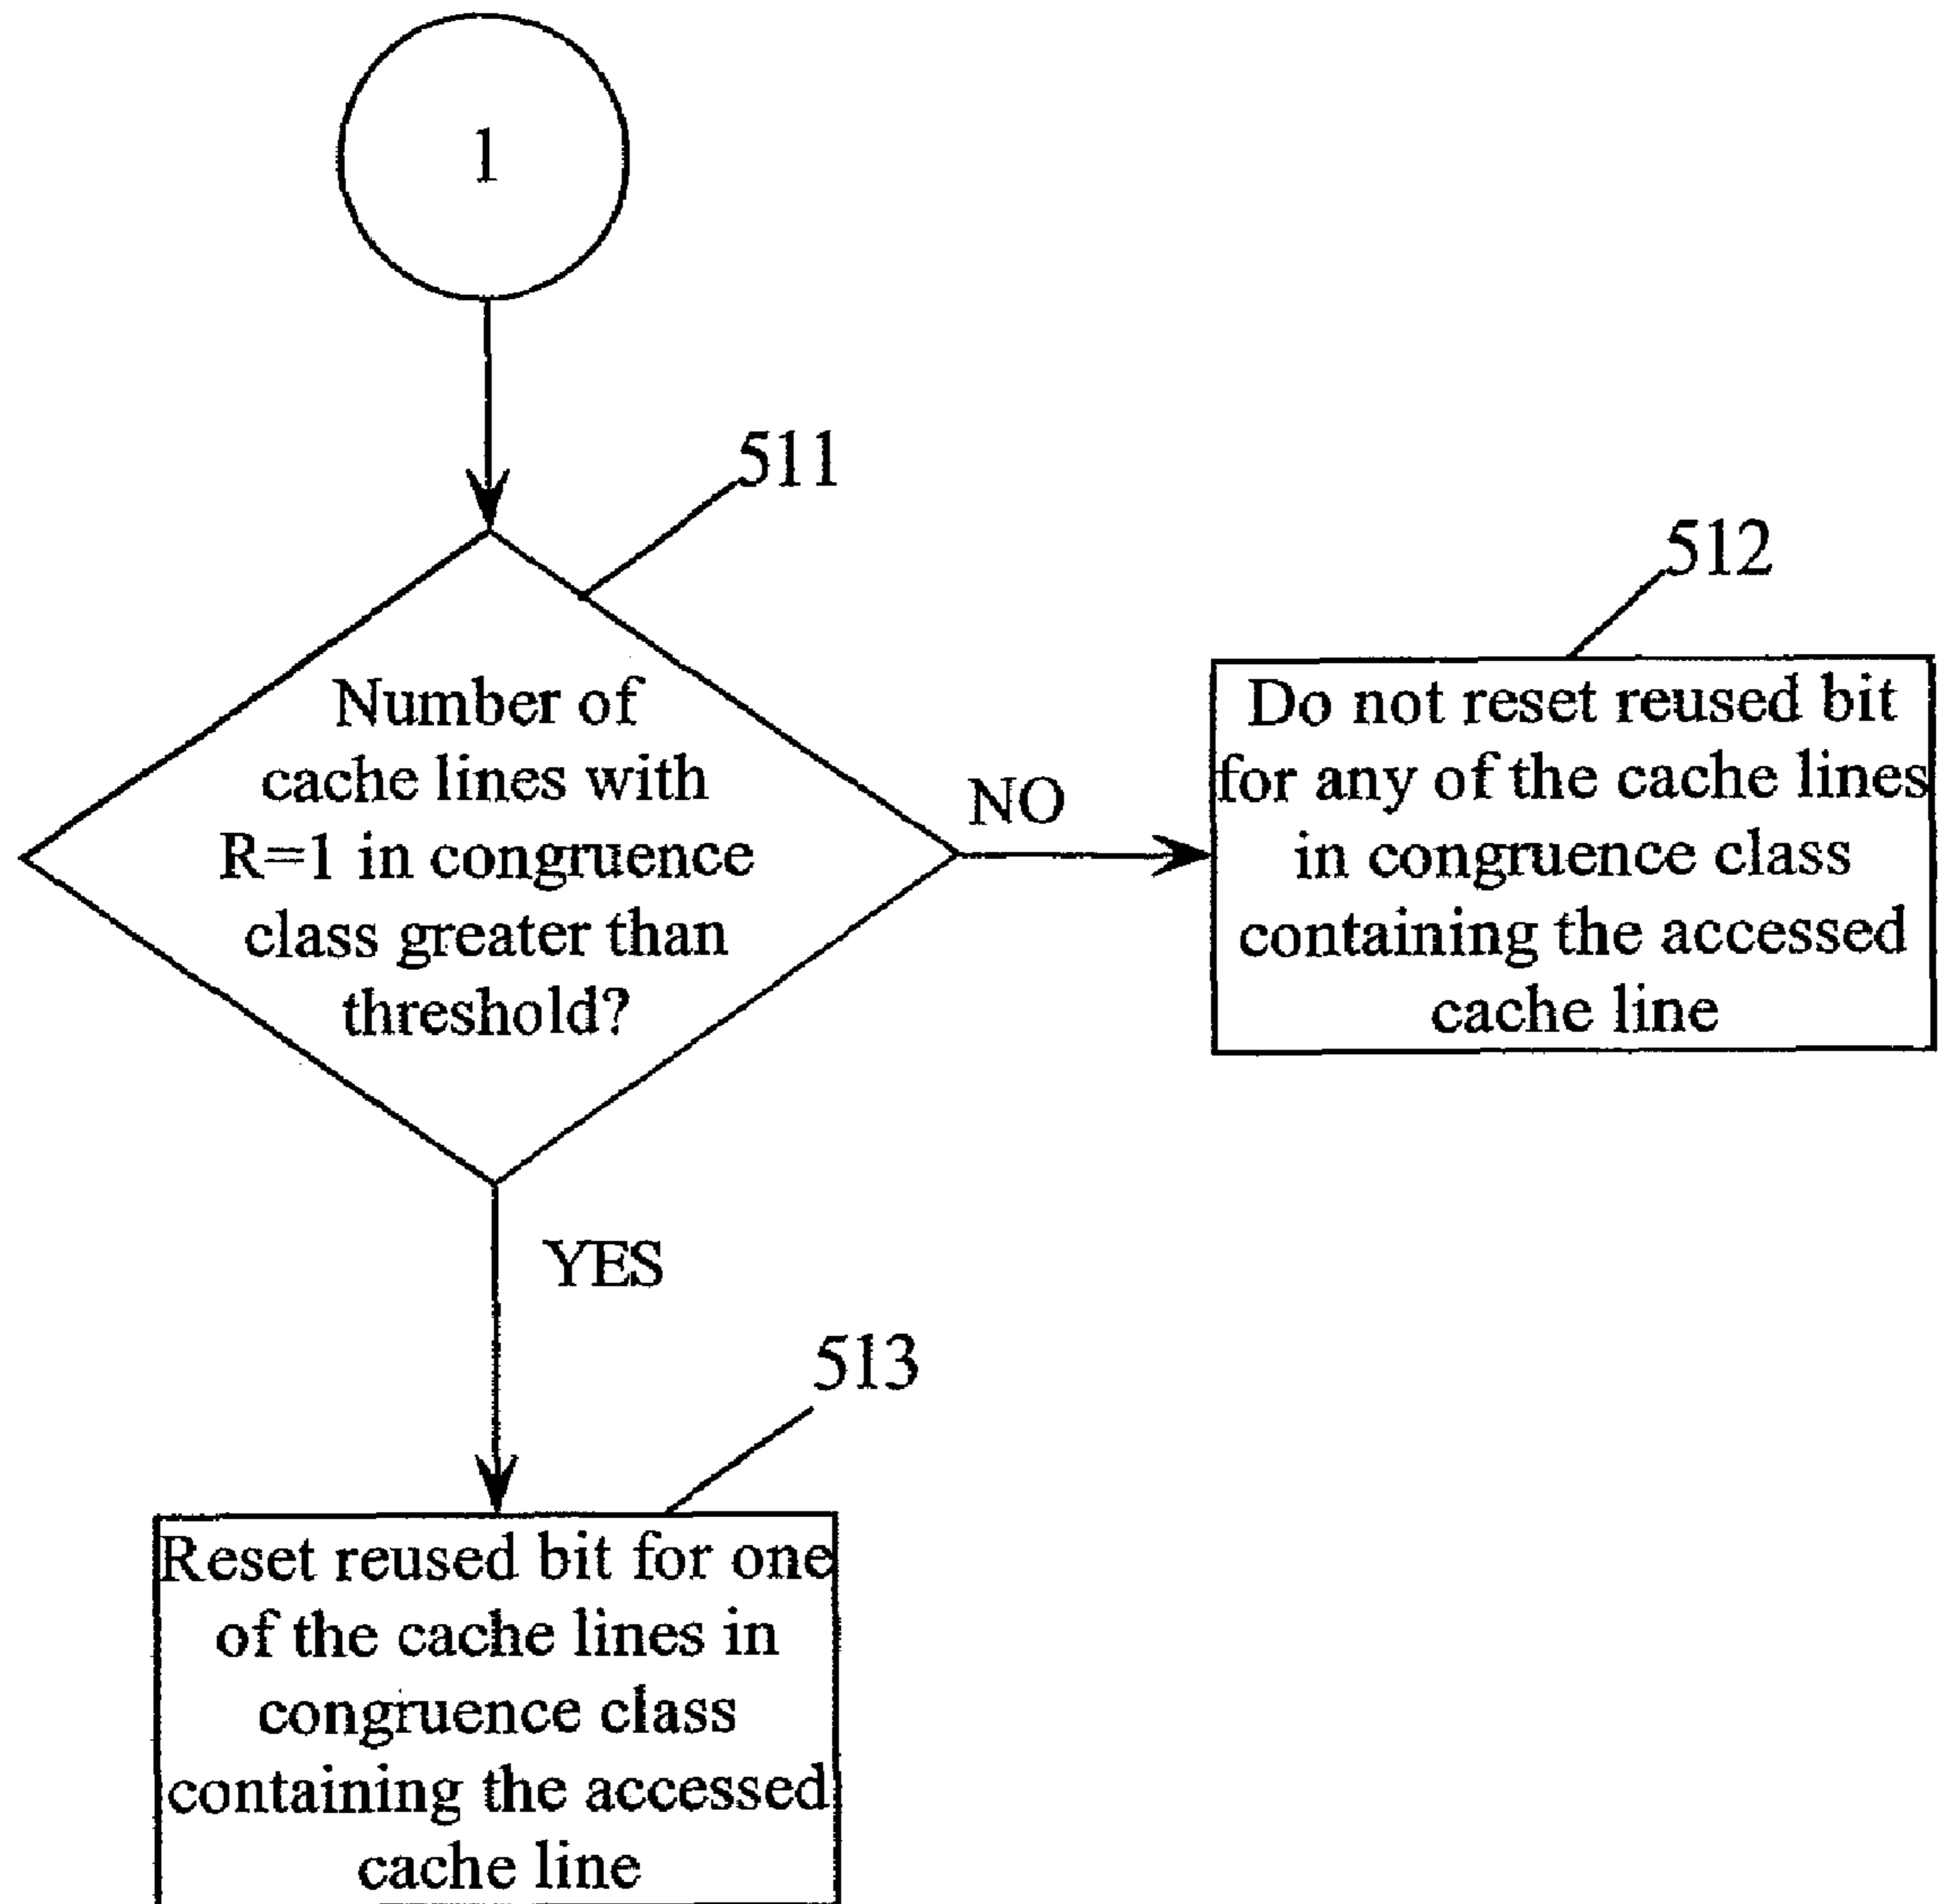 1
511
Number of
cache lines with
R=1 in congruence
class greater than
threshold?
NO
512
Do not reset reused bit
for any of the cache lines
in congruence class
containing the accessed
cache line
YES
513
Reset reused bit for one
of the cache lines in
congruence class
containing the accessed
cache line